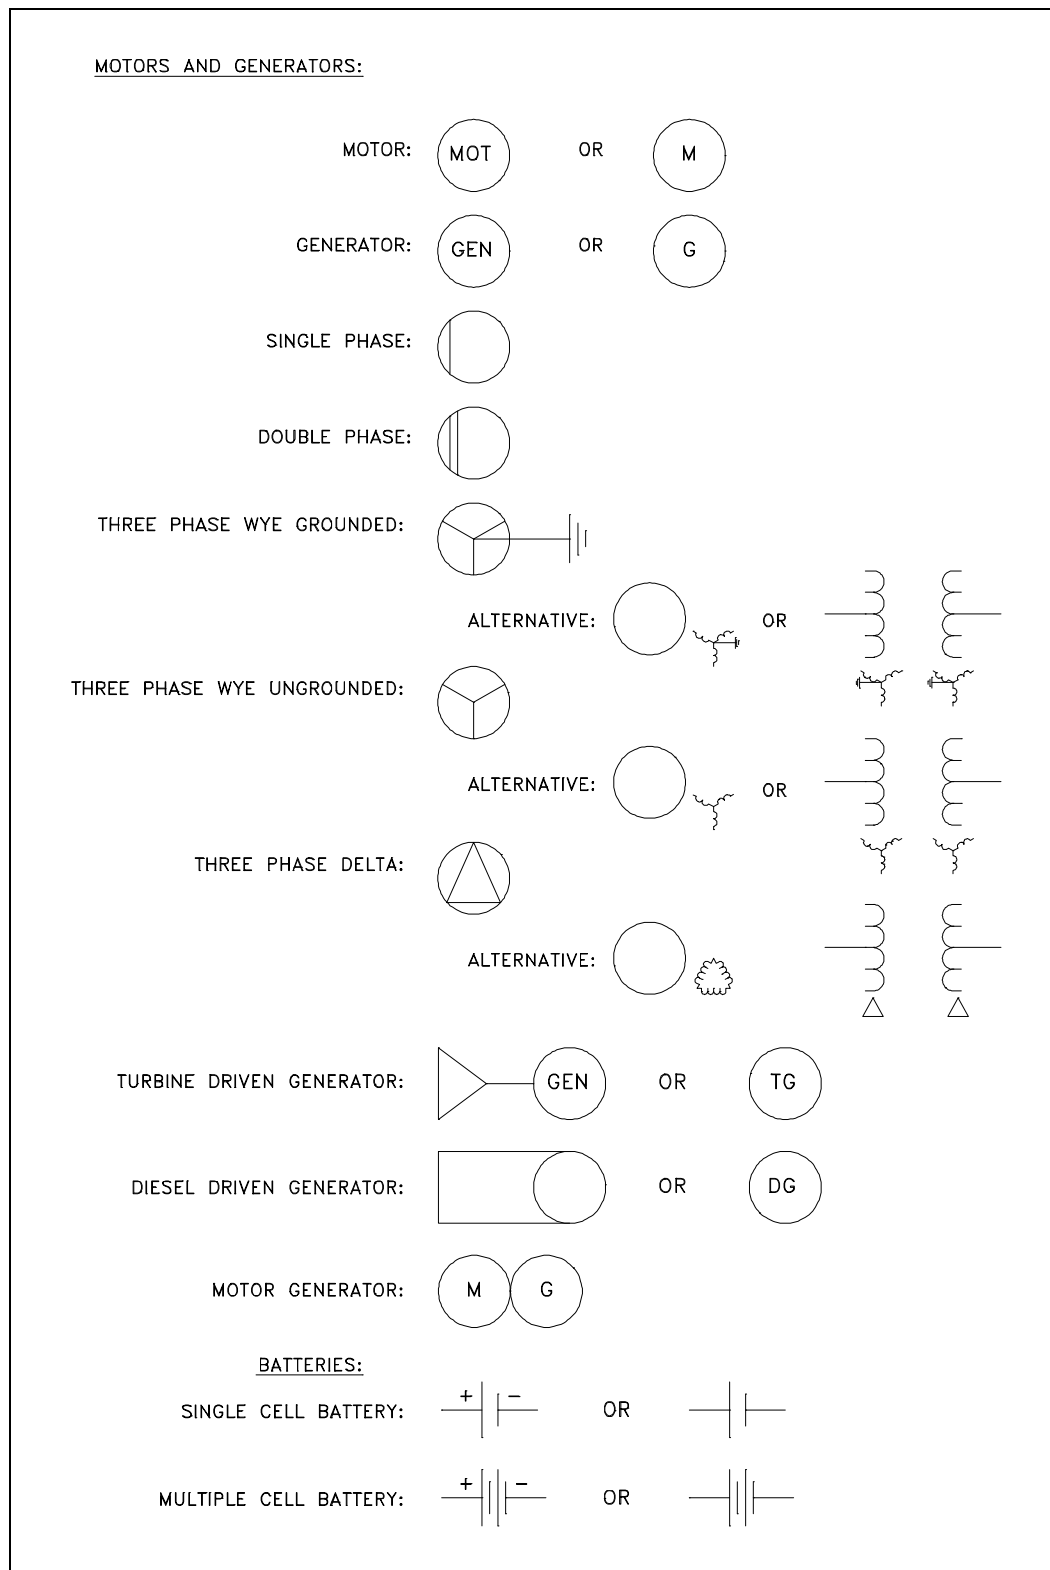 MOTORS AND GENERATORS:
MOTOR: MOT OR M
GENERATOR: GEN OR G
SINGLE PHASE:
DOUBLE PHASE:
THREE PHASE WYE GROUNDED:
ALTERNATIVE: OR
THREE PHASE WYE UNGROUNDED:
ALTERNATIVE: OR
THREE PHASE DELTA:
ALTERNATIVE:
TURBINE DRIVEN GENERATOR: GEN OR TG
DIESEL DRIVEN GENERATOR: OR DG
MOTOR GENERATOR: M G
BATTERIES:
SINGLE CELL BATTERY: + − OR
MULTIPLE CELL BATTERY: + − OR